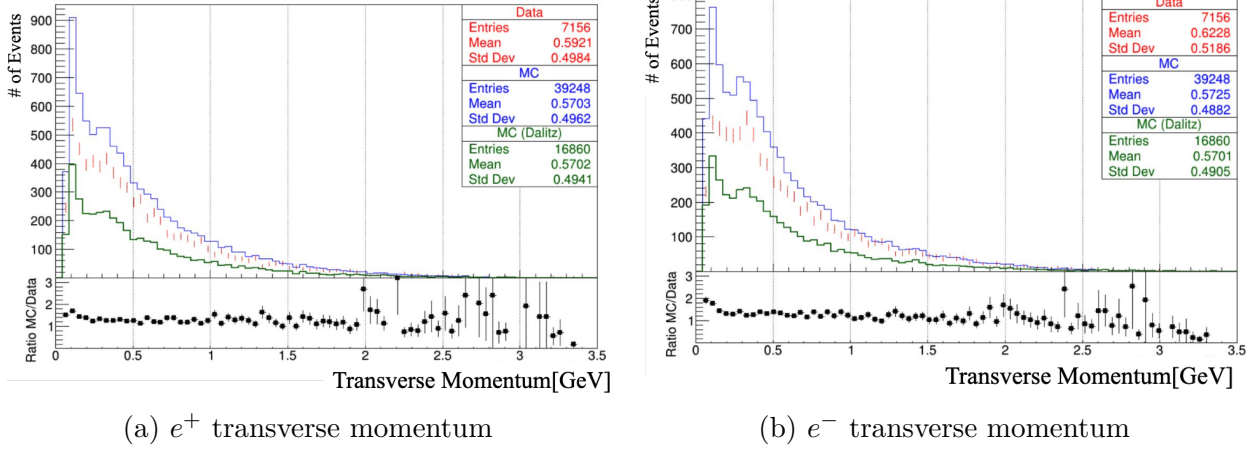 # of Events
900
800
700
600
500
400
300
200
100
Data
Entries 7156
Mean 0.5921
Std Dev 0.4984
MC
Entries 39248
Mean 0.5703
Std Dev 0.4962
MC (Dalitz)
Entries 16860
Mean 0.5702
Std Dev 0.4941
Ratio MC/Data
3
2
1
0 0.5 1 1.5 2 2.5 3 3.5
Transverse Momentum[GeV]
(a) e+ transverse momentum
# of Events
700
600
500
400
300
200
100
Data
Entries 7156
Mean 0.6228
Std Dev 0.5186
MC
Entries 39248
Mean 0.5725
Std Dev 0.4882
MC (Dalitz)
Entries 16860
Mean 0.5701
Std Dev 0.4905
Ratio MC/Data
3
2
1
0 0.5 1 1.5 2 2.5 3 3.5
Transverse Momentum[GeV]
(b) e− transverse momentum